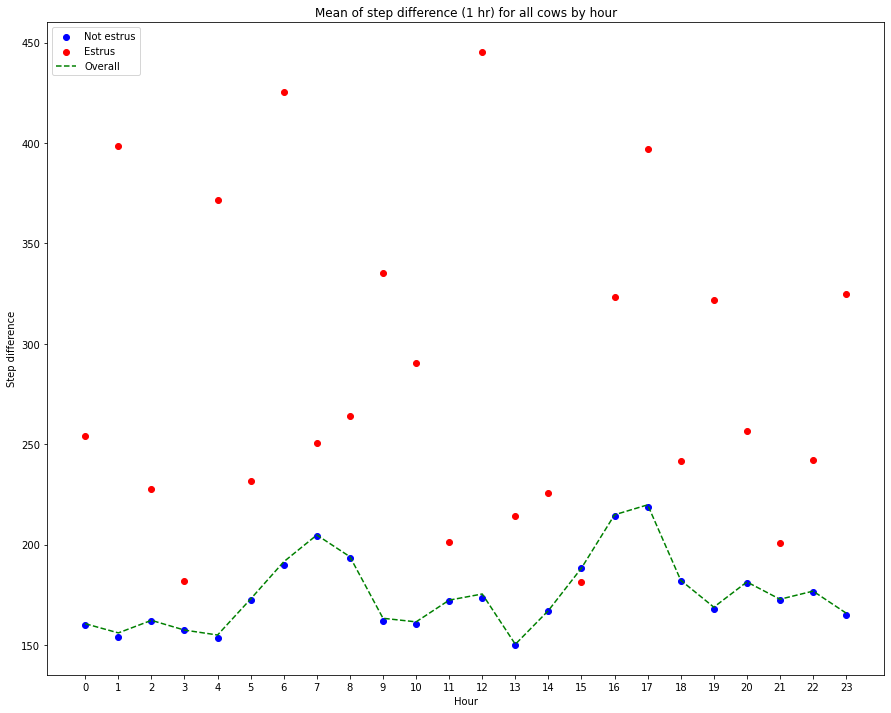 Mean of step difference (1 hr) for all cows by hour
Not estrus
Estrus
Overall
450
400
350
300
250
200
150
Step difference
0 1 2 3 4 5 6 7 8 9 10 11 12 13 14 15 16 17 18 19 20 21 22 23
Hour